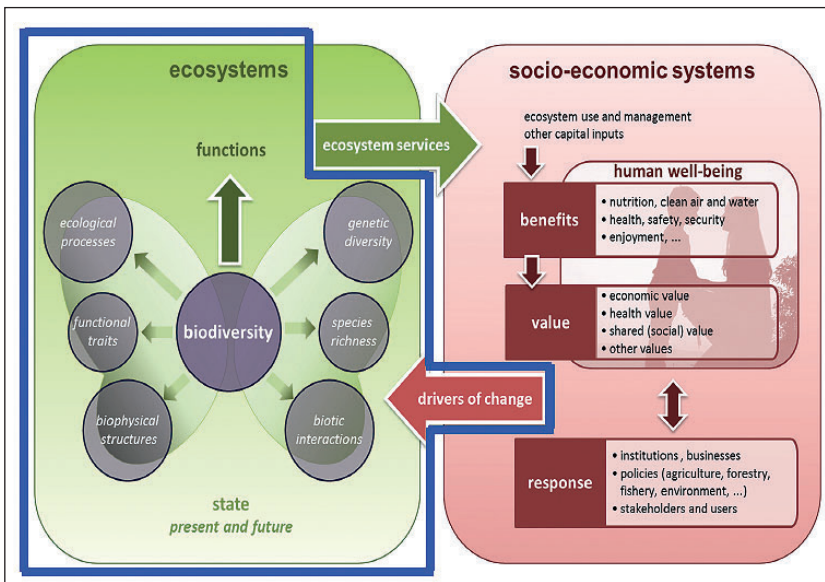 ecosystems
functions
ecological
processes
genetic
diversity
functional
traits
biodiversity
species
richness
biophysical
structures
biotic
interactions
state
present and future
ecosystem services
drivers of change
socio-economic systems
ecosystem use and management
other capital inputs
human well-being
benefits
• nutrition, clean air and water
• health, safety, security
• enjoyment, ...
value
• economic value
• health value
• shared (social) value
• other values
response
• institutions , businesses
• policies (agriculture, forestry,
fishery, environment, ...)
• stakeholders and users